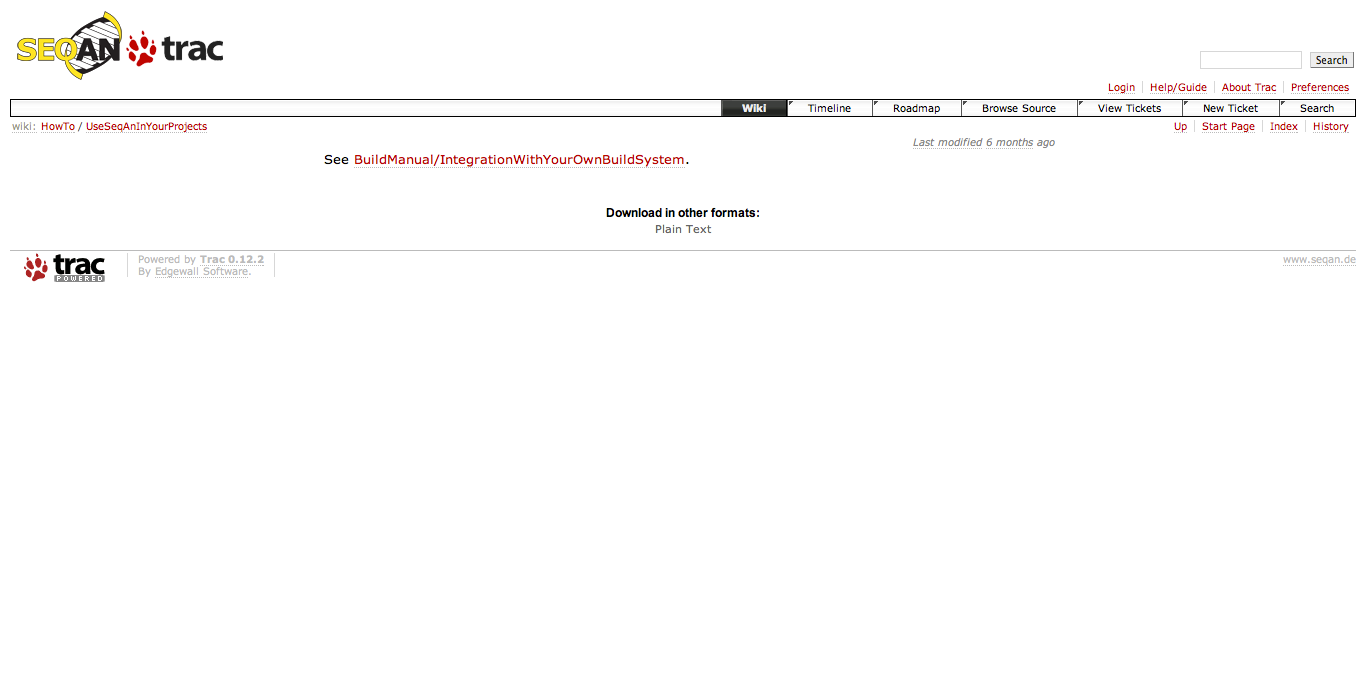 SEQAN trac
Search
Login Help/Guide About Trac Preferences
Wiki Timeline Roadmap Browse Source View Tickets New Ticket Search
wiki: HowTo / UseSeqAnInYourProjects Up Start Page Index History
Last modified 6 months ago
See BuildManual/IntegrationWithYourOwnBuildSystem.
Download in other formats:
Plain Text
trac POWERED
Powered by Trac 0.12.2
By Edgewall Software.
www.seqan.de